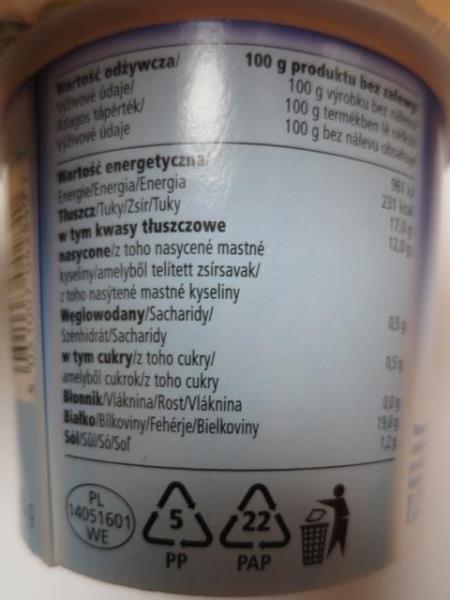 Wartość odżywcza/ 100 g produktu bez zalewy/
Výživové údaje/ 100 g výrobku bez nálevu/
Átlagos tápérték/ 100 g termékben lé nélkül/
Výživové údaje 100 g bez nálevu obsahuje
Wartość energetyczna/ 961 kJ
Energie/Energia/Energia 231 kcal
Tłuszcz/Tuky/Zsír/Tuky 17,0 g
w tym kwasy tłuszczowe 12,0 g
nasycone/z toho nasycené mastné
kyseliny/amelyből telített zsírsavak/
z toho nasýtené mastné kyseliny
Węglowodany/Sacharidy/ 0,5 g
Szénhidrát/Sacharidy
w tym cukry/z toho cukry/ 0,5 g
amelyből cukrok/z toho cukry
Błonnik/Vláknina/Rost/Vláknina 0,0 g
Białko/Bílkoviny/Fehérje/Bielkoviny 19,0 g
Sól/Sůl/Só/Soľ 1,2 g
PL
14051601
WE
5
PP
22
PAP